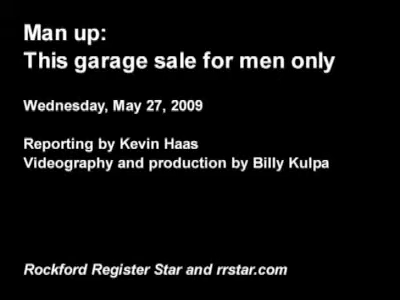 Man up:
This garage sale for men only
Wednesday, May 27, 2009
Reporting by Kevin Haas
Videography and production by Billy Kulpa
Rockford Register Star and rrstar.com